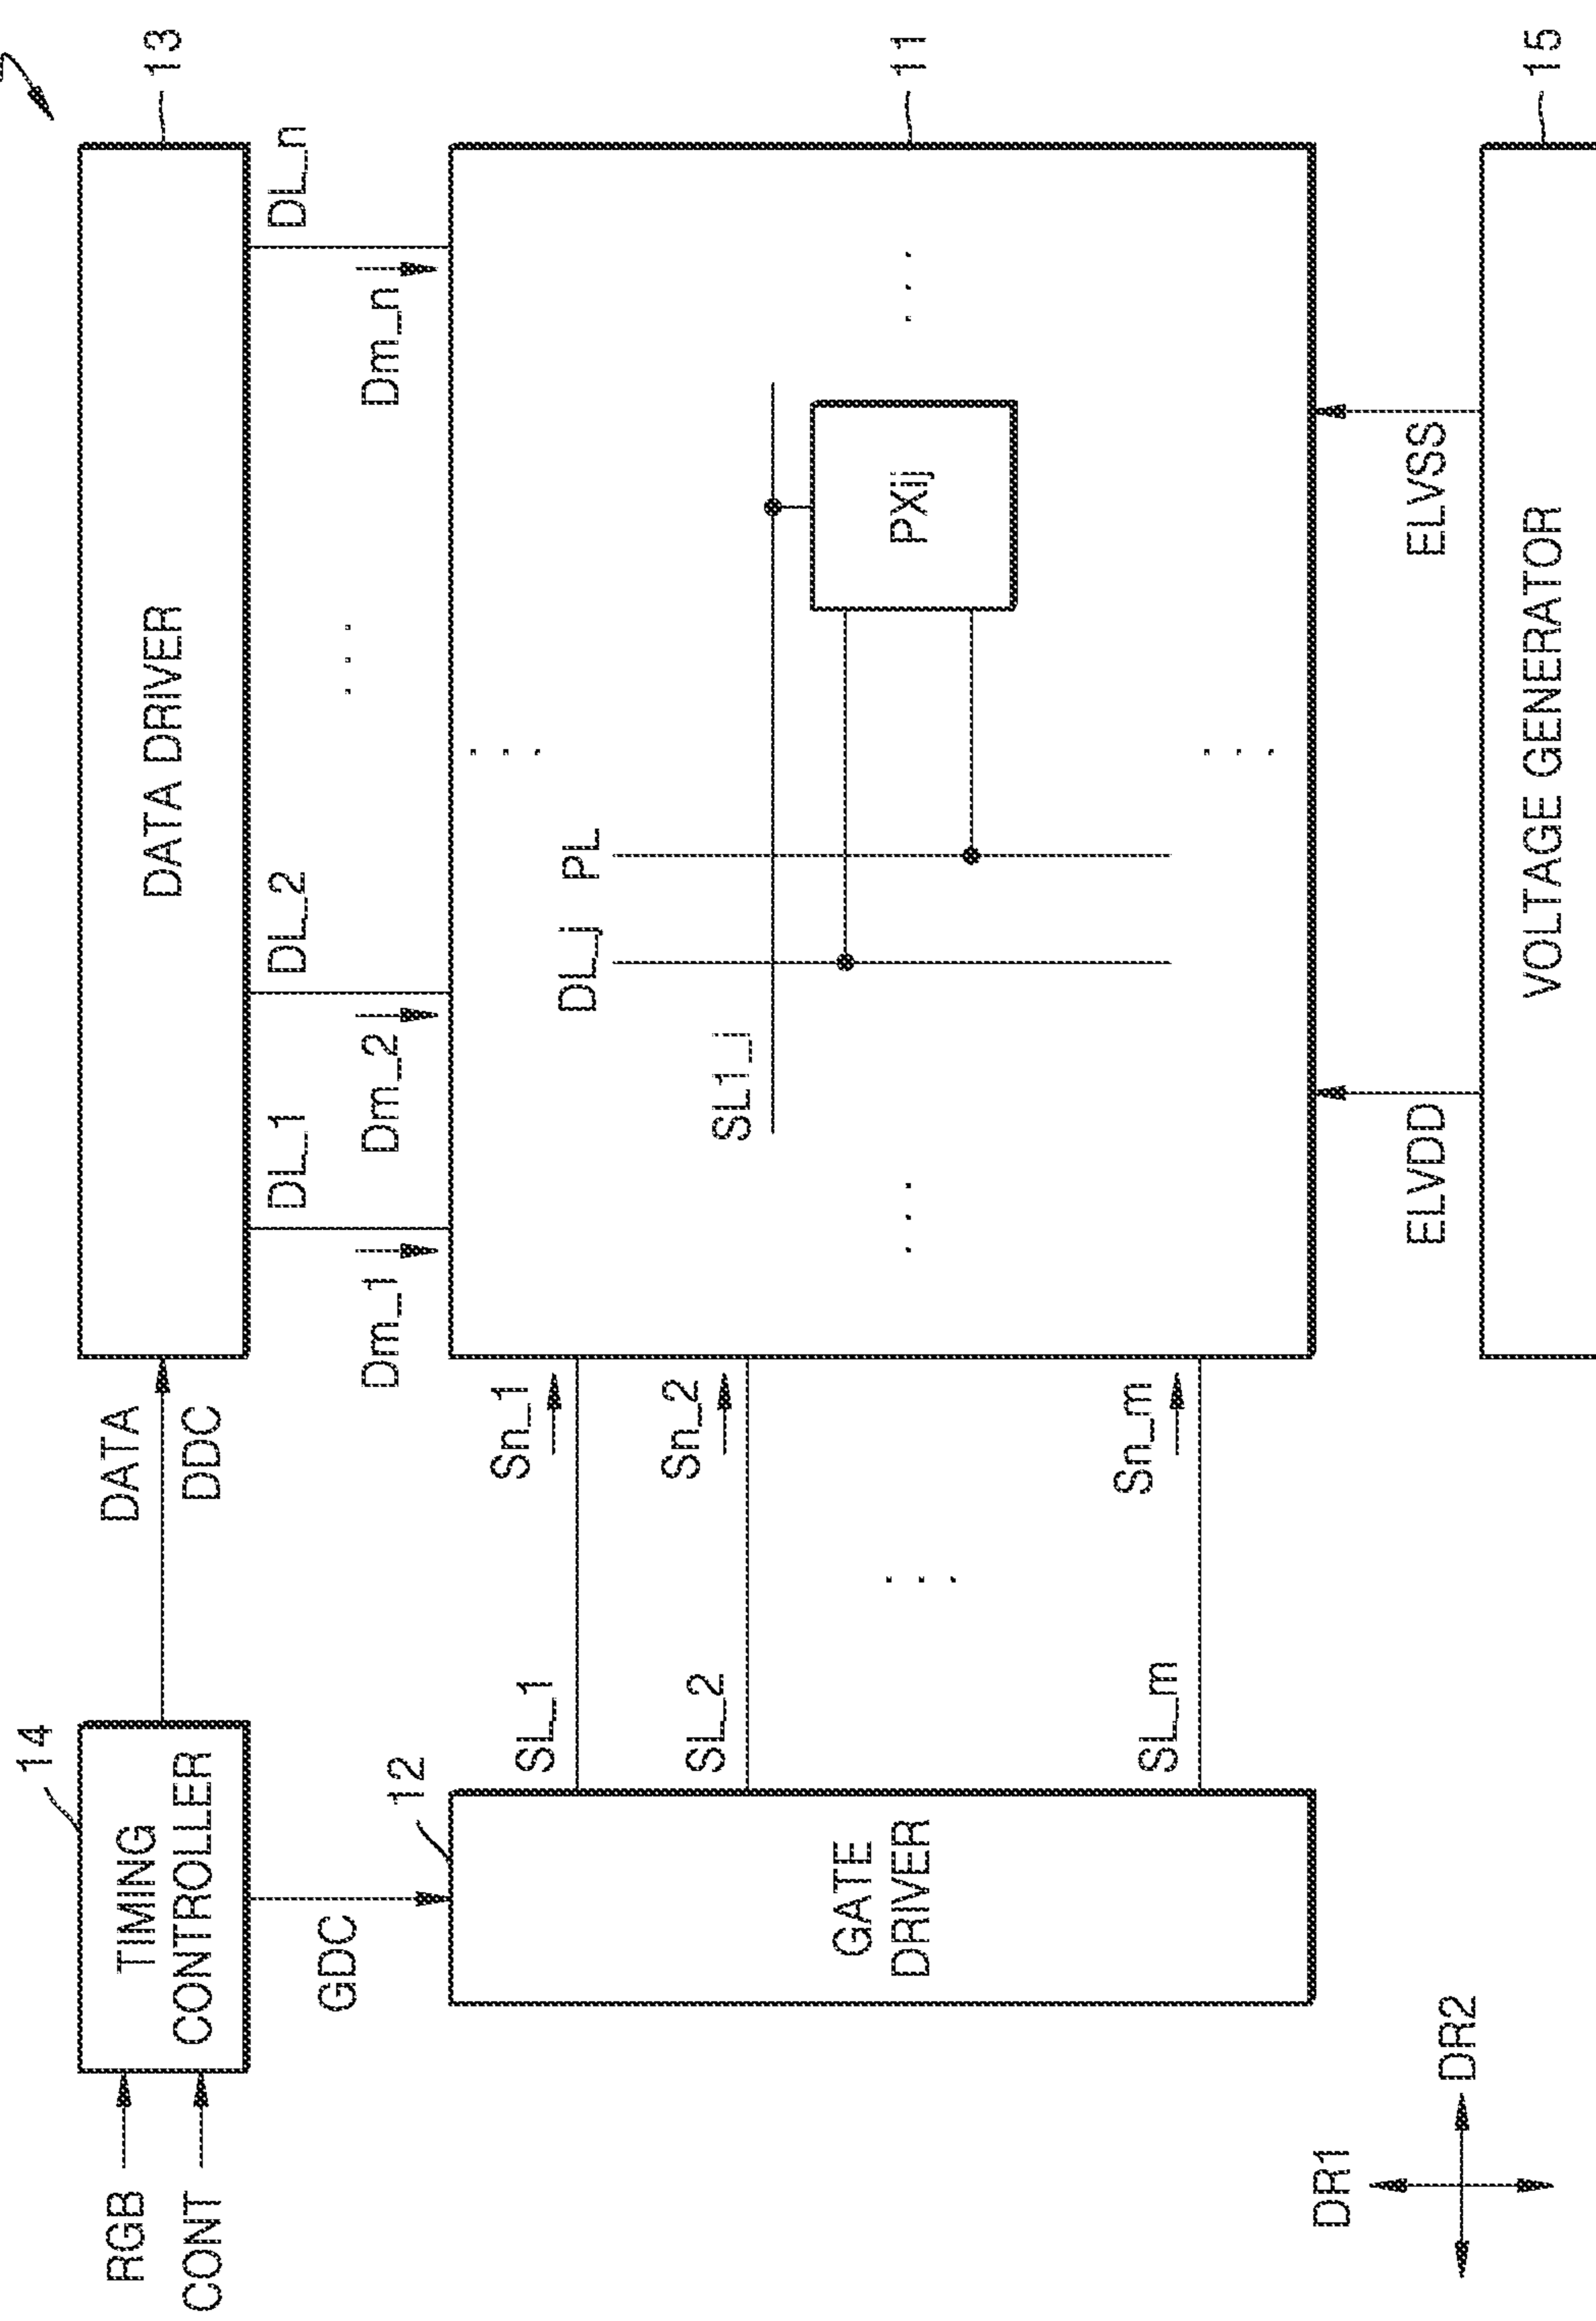 14
RGB
CONT
TIMING
CONTROLLER
DATA
DDC
DATA DRIVER
13
GDC
DL_1
DL_2
DL_n
Dm_1
Dm_2
Dm_n
12
GATE
DRIVER
SL_1
Sn_1
SL_2
Sn_2
SL_m
Sn_m
DL_j
PL
SL1_i
PXij
11
ELVDD
ELVSS
VOLTAGE GENERATOR
15
DR1
DR2